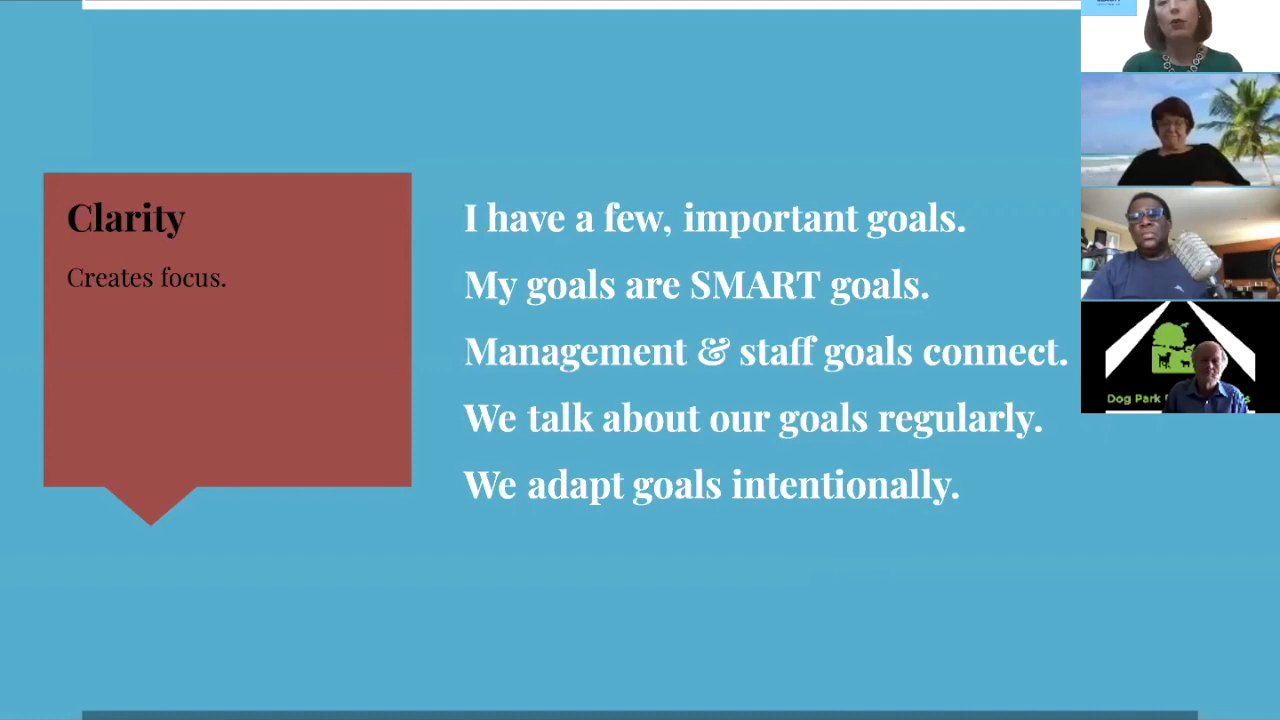 Clarity
Creates focus.
I have a few, important goals.
My goals are SMART goals.
Management & staff goals connect.
We talk about our goals regularly.
We adapt goals intentionally.
Dog Park